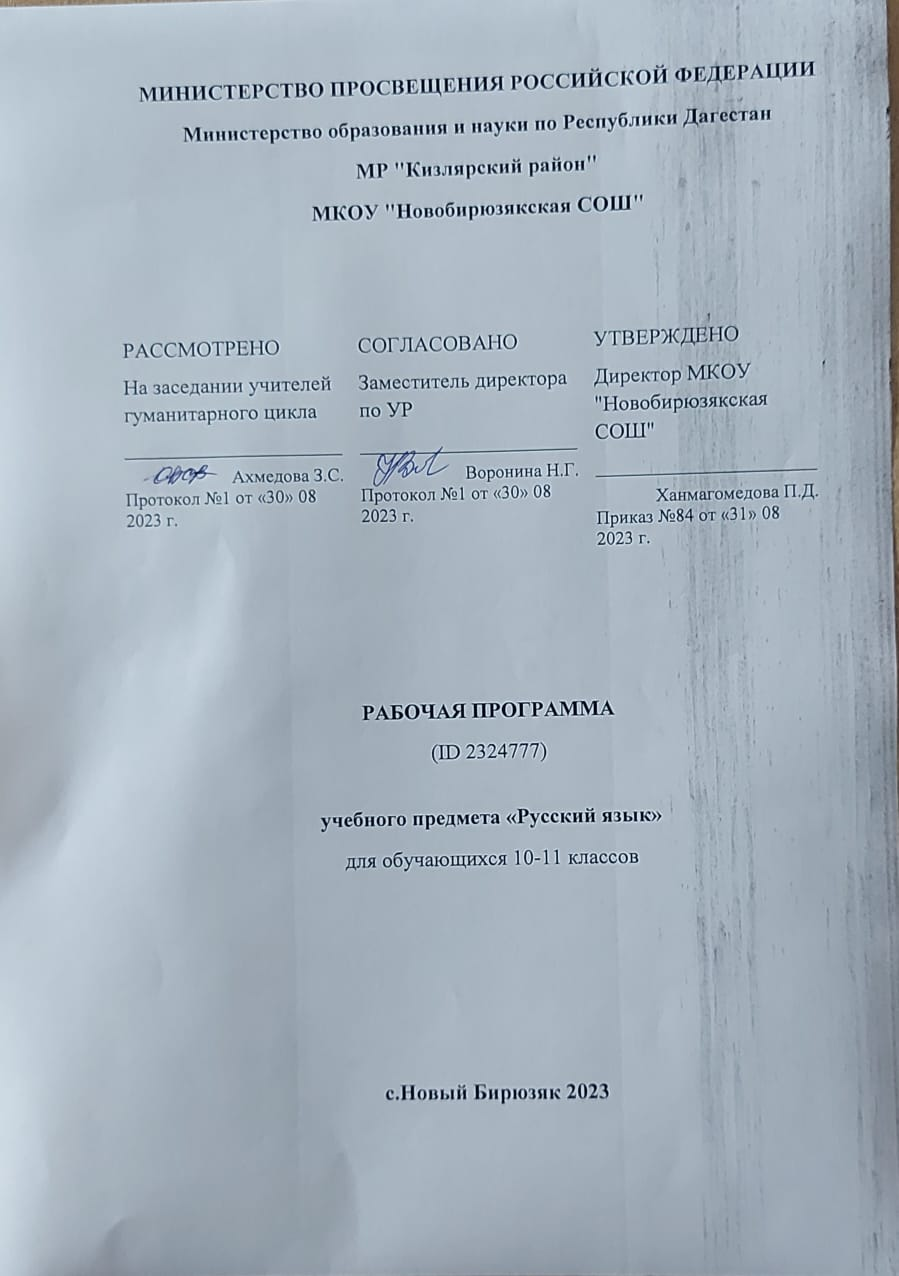 МИНИСТЕРСТВО ПРОСВЕЩЕНИЯ РОССИЙСКОЙ ФЕДЕРАЦИИ
Министерство образования и науки по Республики Дагестан
МР "Кизлярский район"
МКОУ "Новобирюзякская СОШ"
РАССМОТРЕНО
На заседании учителей
гуманитарного цикла
Ахмедова З.С.
Протокол №1 от «30» 08
2023 г.
СОГЛАСОВАНО
Заместитель директора
по УР
Воронина Н.Г.
Протокол №1 от «30» 08
2023 г.
УТВЕРЖДЕНО
Директор МКОУ
"Новобирюзякская
СОШ"
Ханмагомедова П.Д.
Приказ №84 от «31» 08
2023 г.
РАБОЧАЯ ПРОГРАММА
(ID 2324777)
учебного предмета «Русский язык»
для обучающихся 10-11 классов
с.Новый Бирюзяк 2023